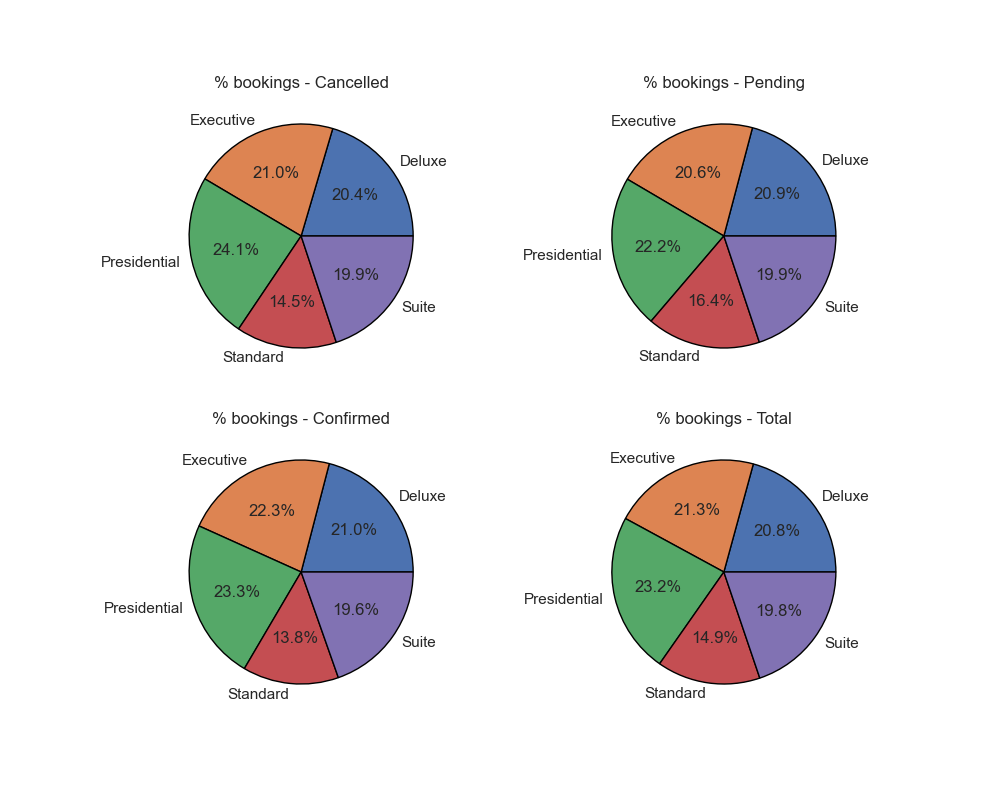 % bookings - Cancelled
Executive
Deluxe
21.0%
20.4%
24.1%
Presidential
19.9%
14.5%
Suite
Standard
% bookings - Pending
Executive
Deluxe
20.6%
20.9%
22.2%
Presidential
19.9%
16.4%
Suite
Standard
% bookings - Confirmed
Executive
Deluxe
22.3%
21.0%
23.3%
Presidential
19.6%
13.8%
Suite
Standard
% bookings - Total
Executive
Deluxe
21.3%
20.8%
23.2%
Presidential
19.8%
14.9%
Suite
Standard